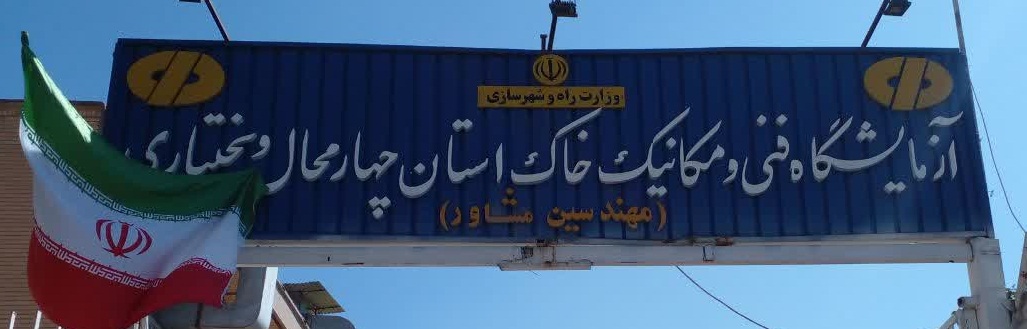 وزارت راه و شهرسازی
آزمایشگاه فنی و مکانیک خاک استان چهارمحال و بختیاری
(مهندسین مشاور)